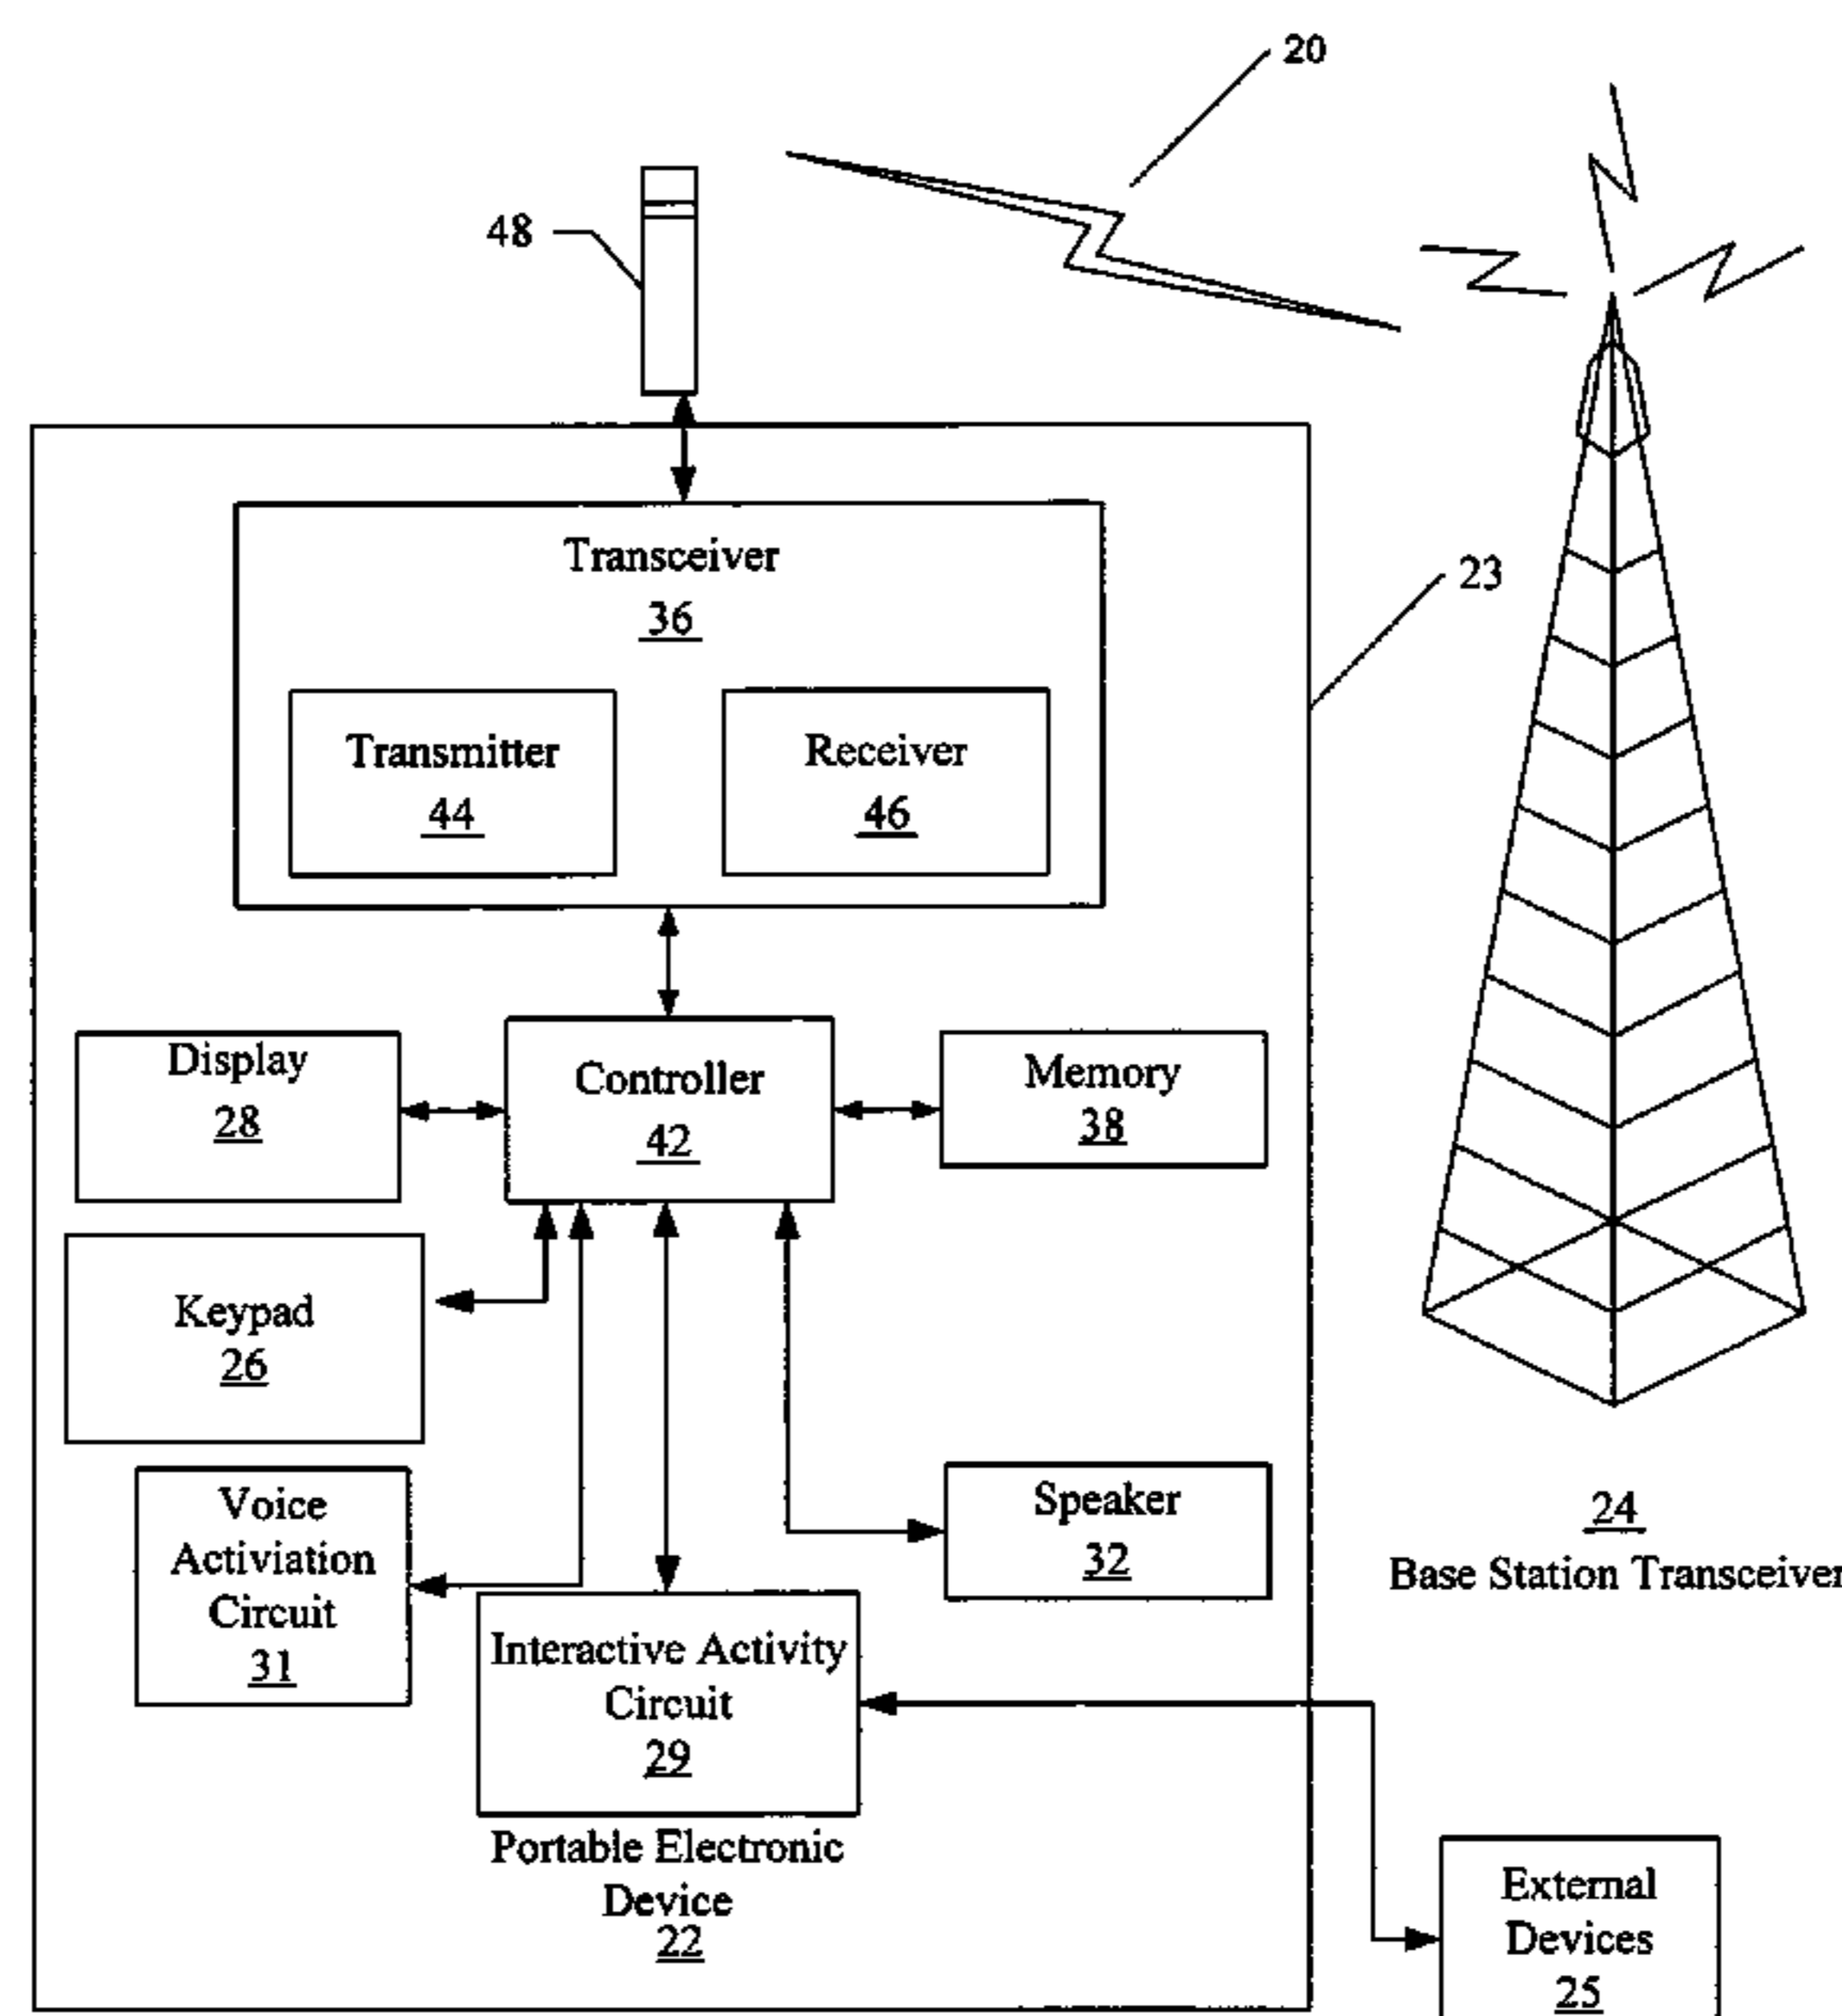 20
48
23
Transceiver
36
Transmitter
44
Receiver
46
Display
28
Controller
42
Memory
38
Keypad
26
Voice
Activiation
Circuit
31
Speaker
32
Interactive Activity
Circuit
29
Portable Electronic
Device
22
24
Base Station Transceiver
External
Devices
25